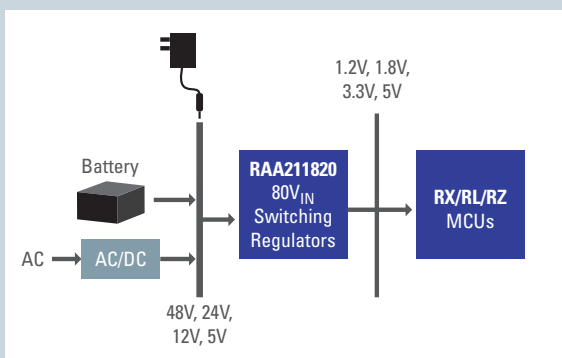 1.2V, 1.8V,
3.3V, 5V
Battery
RAA211820
80VIN
Switching
Regulators
RX/RL/RZ
MCUs
AC
AC/DC
48V, 24V,
12V, 5V